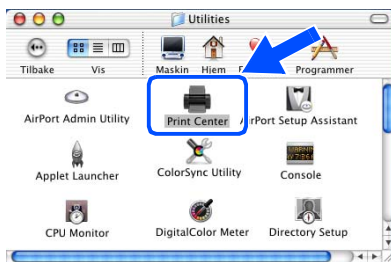 Utilities
Tilbake Vis Maskin Hjem Programmer
AirPort Admin Utility Print Center AirPort Setup Assistant
Applet Launcher ColorSync Utility Console
CPU Monitor DigitalColor Meter Directory Setup